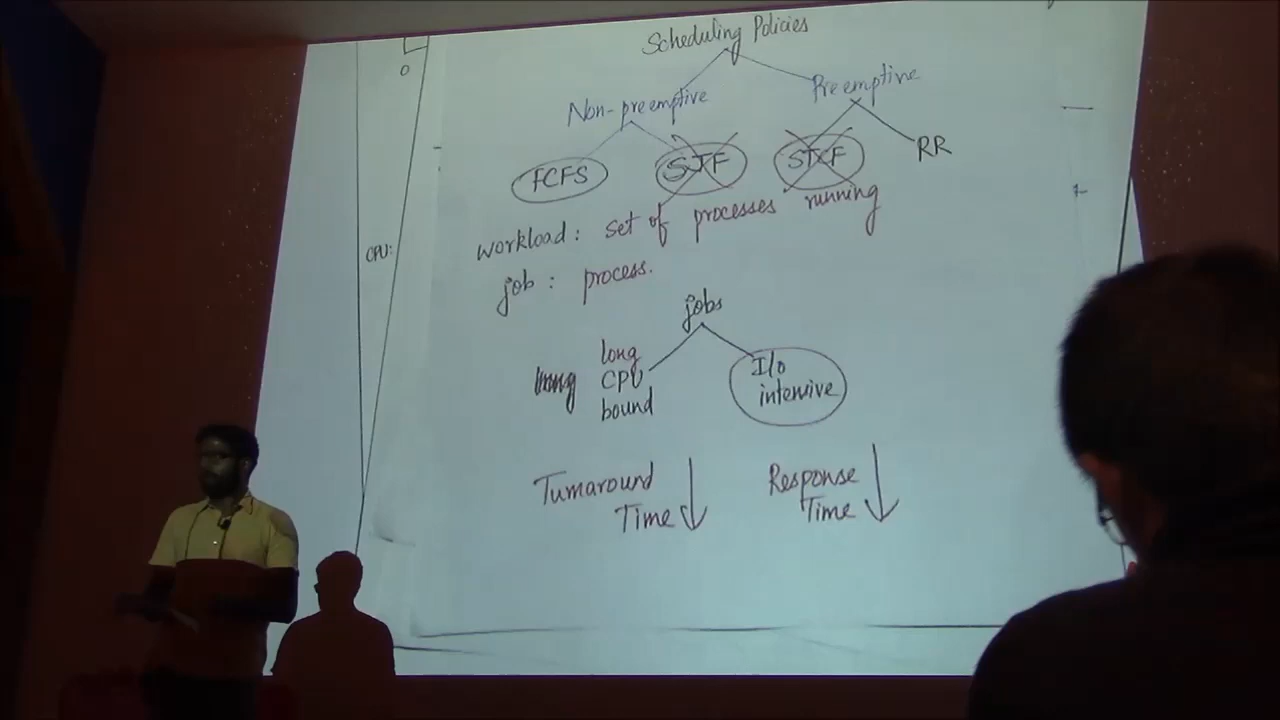 Scheduling Policies
Non-preemptive Preemptive
FCFS SJF STCF RR
workload: set of processes running
job: process.
jobs
long
CPU
bound
I/o
intensive
Turnaround
Time
Response
Time
0
CPU: